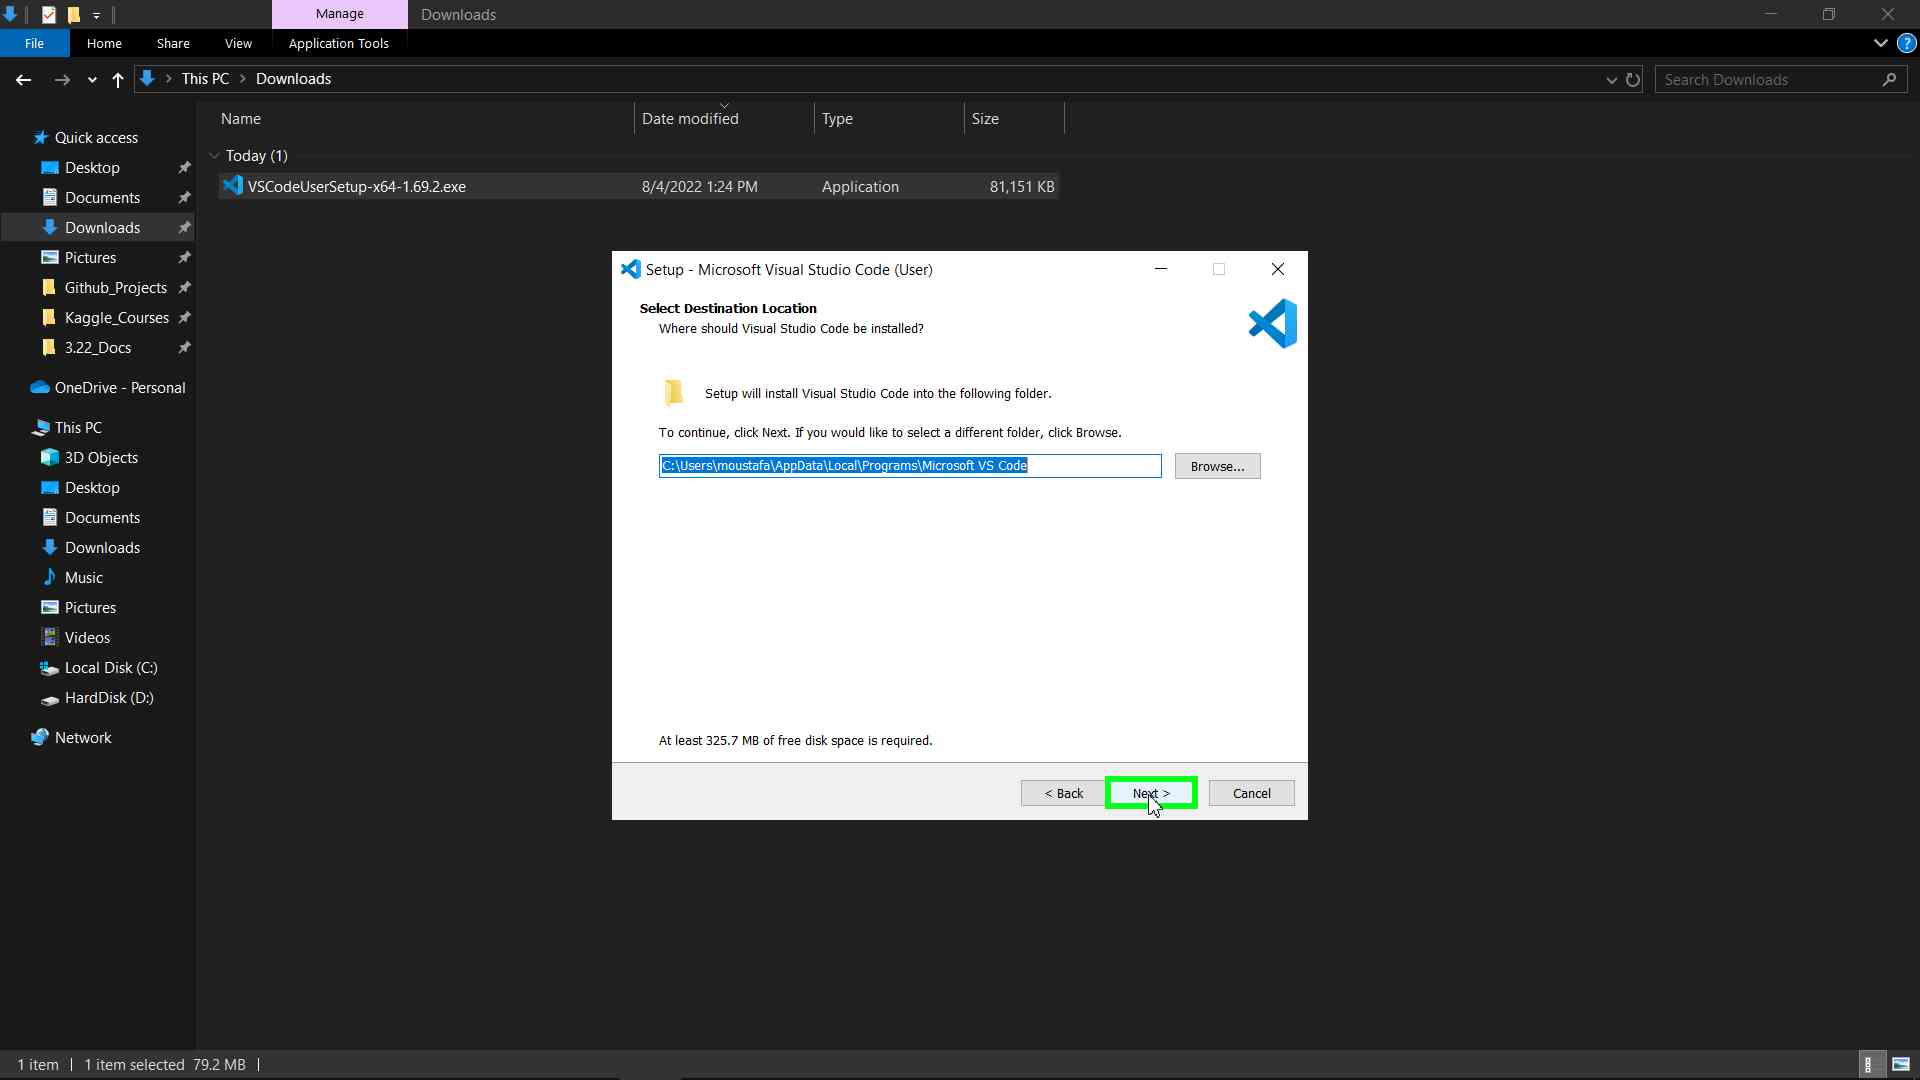 Manage
Downloads
File
Home
Share
View
Application Tools
?
This PC > Downloads
Search Downloads
Name
Date modified
Type
Size
Today (1)
VSCodeUserSetup-x64-1.69.2.exe
8/4/2022 1:24 PM
Application
81,151 KB
Quick access
Desktop
Documents
Downloads
Pictures
Github_Projects
Kaggle_Courses
3.22_Docs
OneDrive - Personal
This PC
3D Objects
Desktop
Documents
Downloads
Music
Pictures
Videos
Local Disk (C:)
HardDisk (D:)
Network
Setup - Microsoft Visual Studio Code (User)
Select Destination Location
Where should Visual Studio Code be installed?
Setup will install Visual Studio Code into the following folder.
To continue, click Next. If you would like to select a different folder, click Browse.
C:\Users\moustafa\AppData\Local\Programs\Microsoft VS Code
Browse...
At least 325.7 MB of free disk space is required.
< Back
Next >
Cancel
1 item
1 item selected 79.2 MB